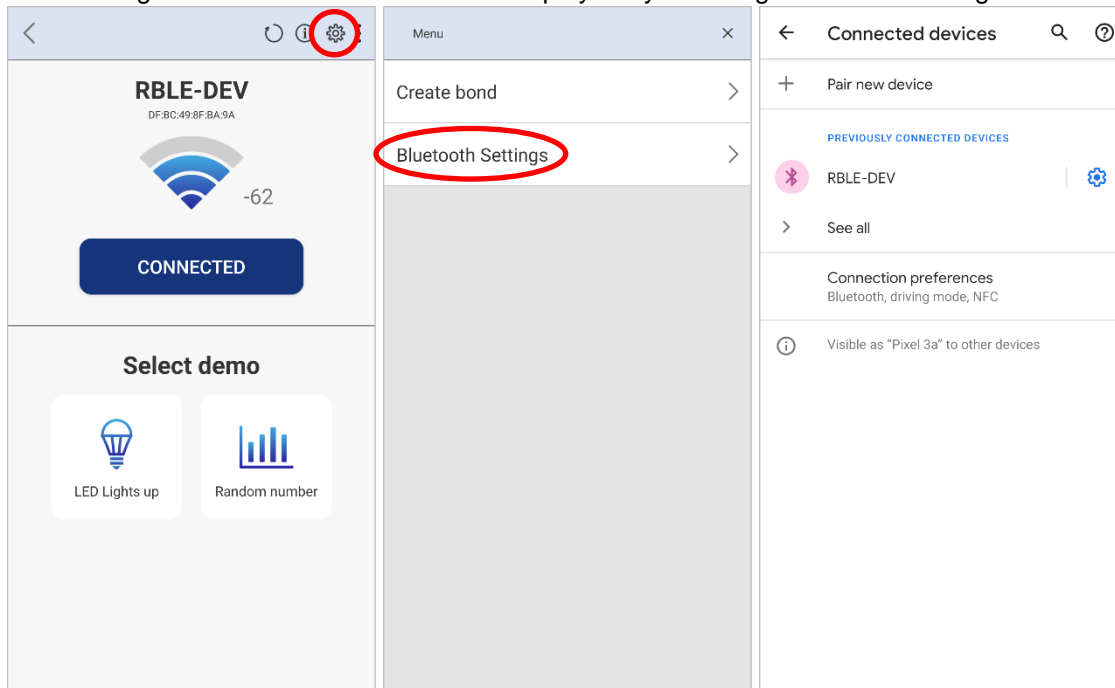 RBLE-DEV
DF:BC:49:8F:BA:9A
-62
CONNECTED
Select demo
LED Lights up
Random number
Menu
Create bond
Bluetooth Settings
Connected devices
Pair new device
PREVIOUSLY CONNECTED DEVICES
RBLE-DEV
See all
Connection preferences
Bluetooth, driving mode, NFC
Visible as “Pixel 3a” to other devices